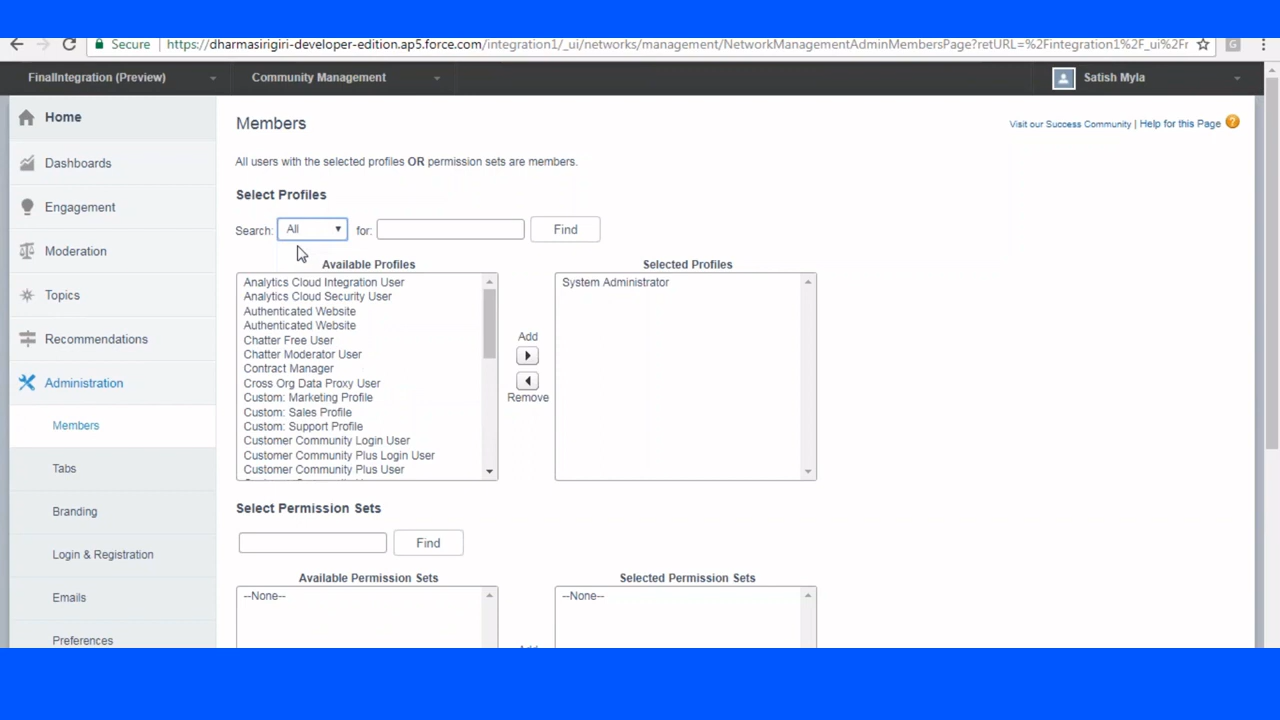 Secure https://dharmasirigiri-developer-edition.ap5.force.com/integration1/_ui/networks/management/NetworkManagementAdminMembersPage?retURL=%2Fintegration1%2F_ui%2Fr
FinalIntegration (Preview) Community Management Satish Myla
Home
Dashboards
Engagement
Moderation
Topics
Recommendations
Administration
Members
Tabs
Branding
Login & Registration
Emails
Preferences
Members
Visit our Success Community | Help for this Page ?
All users with the selected profiles OR permission sets are members.
Select Profiles
Search: All for: Find
Available Profiles
Analytics Cloud Integration User
Analytics Cloud Security User
Authenticated Website
Authenticated Website
Chatter Free User
Chatter Moderator User
Contract Manager
Cross Org Data Proxy User
Custom: Marketing Profile
Custom: Sales Profile
Custom: Support Profile
Customer Community Login User
Customer Community Plus Login User
Customer Community Plus User
Add
Remove
Selected Profiles
System Administrator
Select Permission Sets
Find
Available Permission Sets
--None--
Selected Permission Sets
--None--